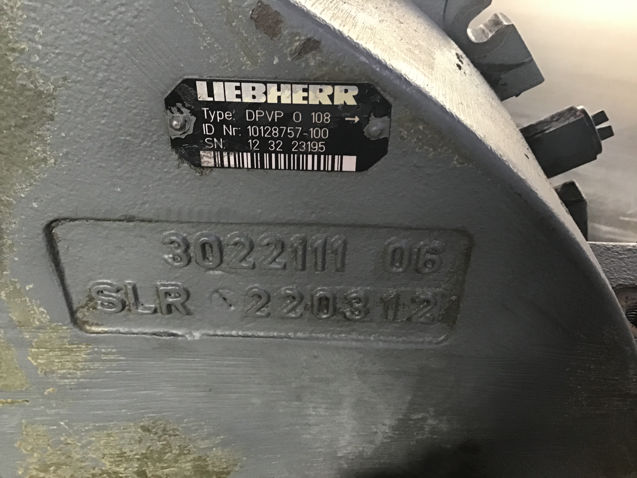 LIEBHERR
Type: DPVP O 108 →
ID Nr: 10128757-100
SN: 12 32 23195
3022111 06
SLR 220312